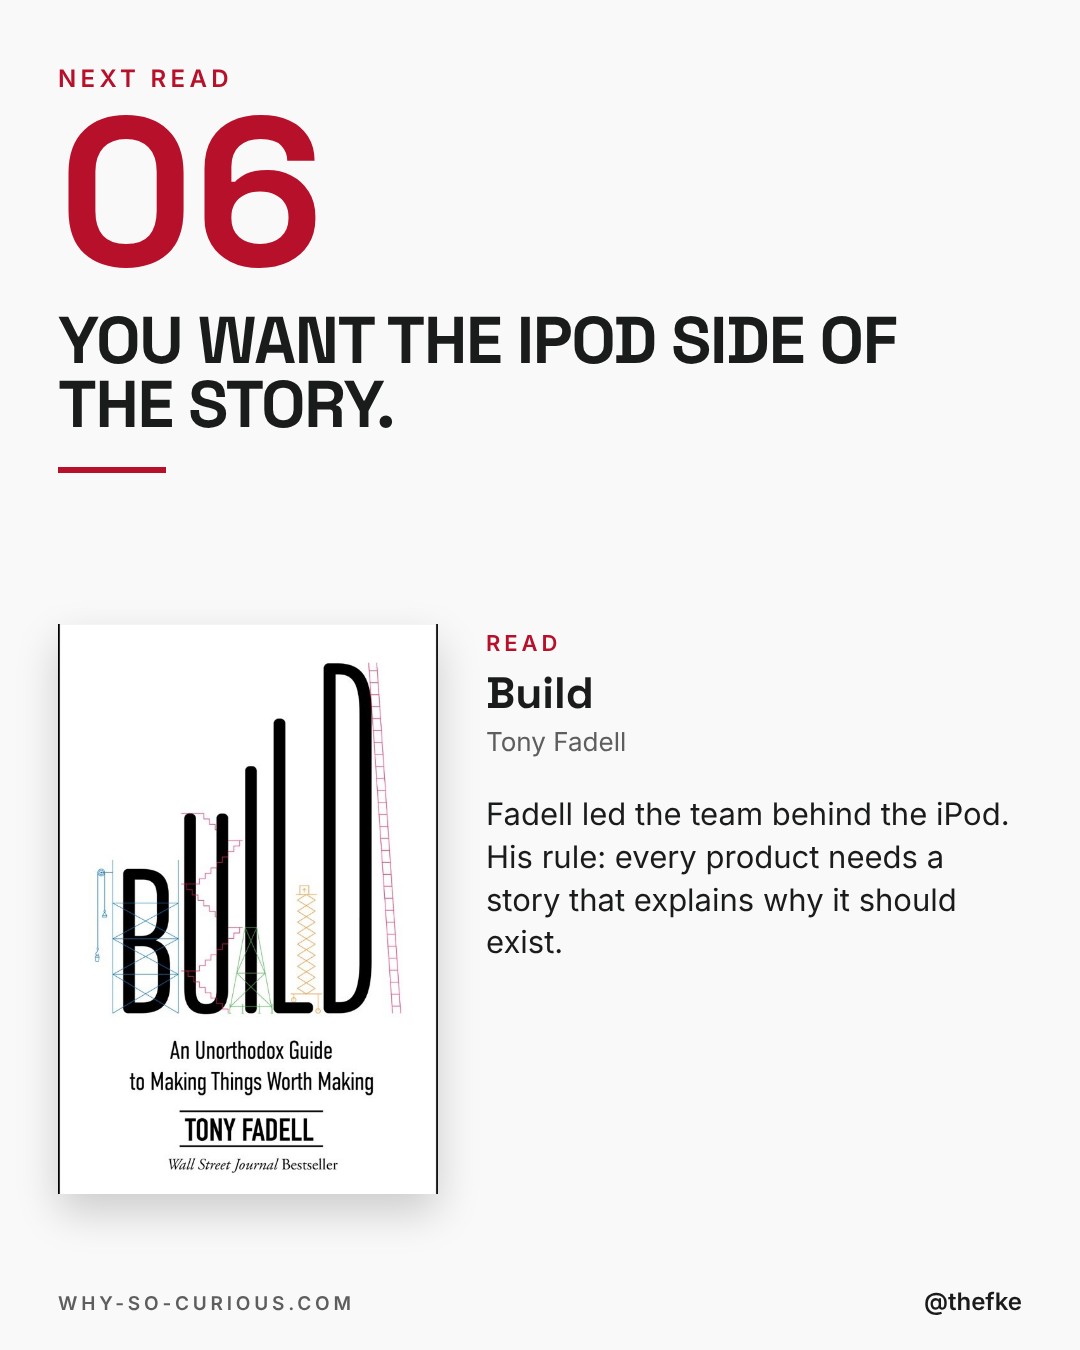 NEXT READ
06
YOU WANT THE IPOD SIDE OF
THE STORY.
BUILD
An Unorthodox Guide
to Making Things Worth Making
TONY FADELL
Wall Street Journal Bestseller
READ
Build
Tony Fadell
Fadell led the team behind the iPod.
His rule: every product needs a
story that explains why it should
exist.
WHY-SO-CURIOUS.COM
@thefke